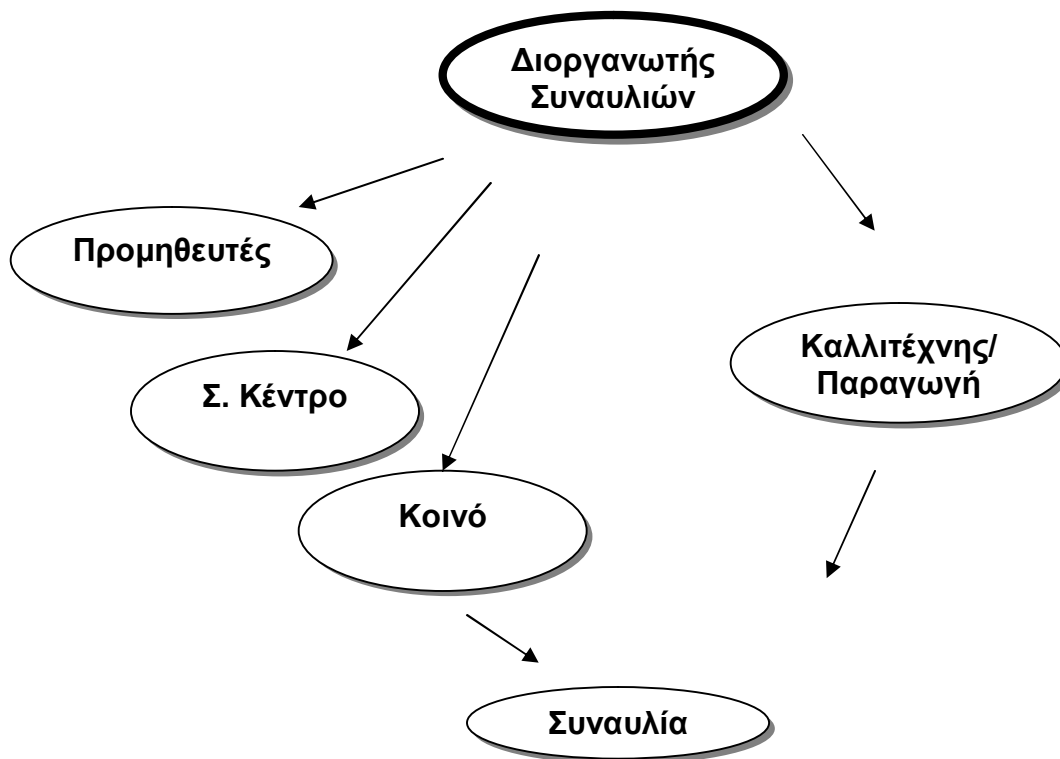 Διοργανωτής
Συναυλιών
Προμηθευτές
Καλλιτέχνης/
Παραγωγή
Σ. Κέντρο
Κοινό
Συναυλία